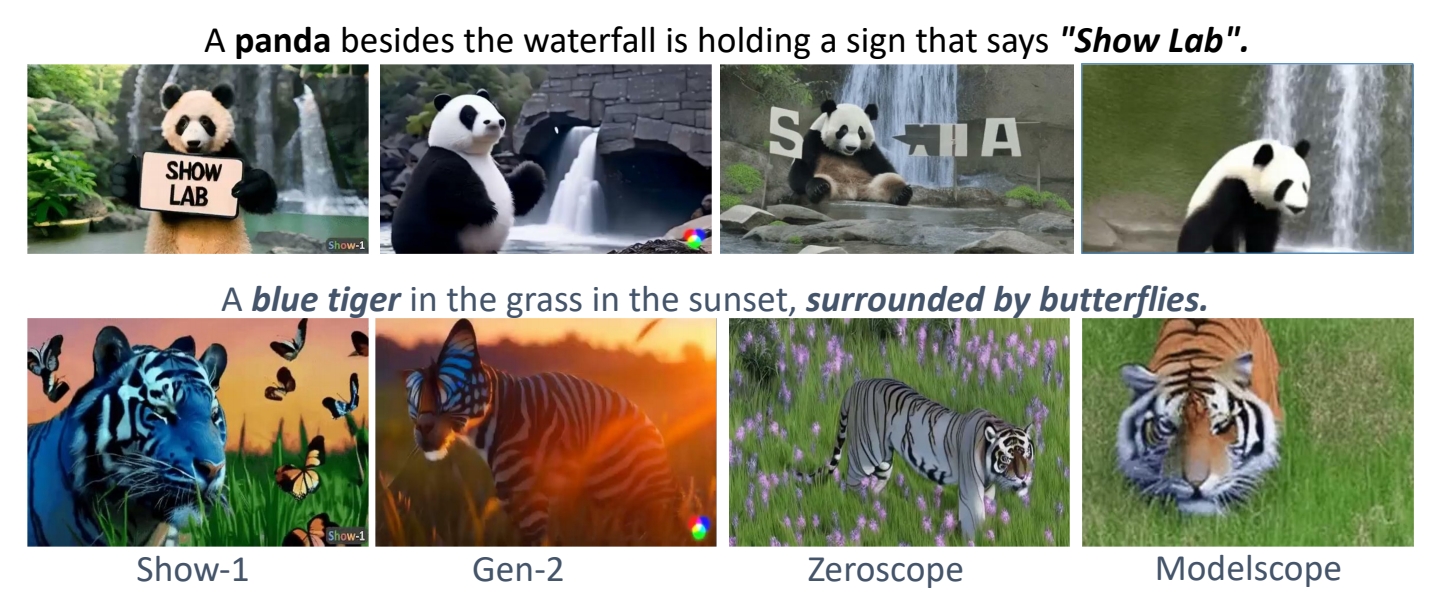 A panda besides the waterfall is holding a sign that says "Show Lab".
SHOW
LAB
Show-1
S HA
A blue tiger in the grass in the sunset, surrounded by butterflies.
Show-1
Show-1 Gen-2 Zeroscope Modelscope